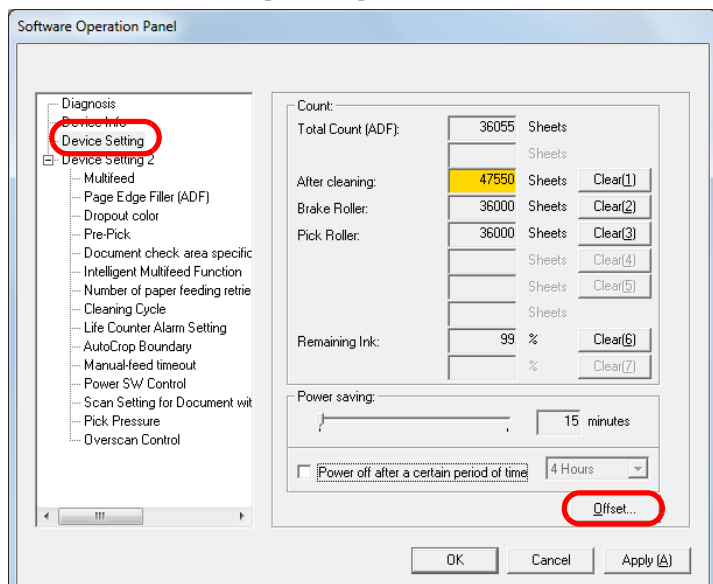 Software Operation Panel
Diagnosis
Device Info
Device Setting
Device Setting 2
Multifeed
Page Edge Filler (ADF)
Dropout color
Pre-Pick
Document check area specific
Intelligent Multifeed Function
Number of paper feeding retrie
Cleaning Cycle
Life Counter Alarm Setting
AutoCrop Boundary
Manual-feed timeout
Power SW Control
Scan Setting for Document wit
Pick Pressure
Overscan Control
Count:
Total Count (ADF): 36055 Sheets
Sheets
After cleaning: 47550 Sheets Clear(1)
Brake Roller: 36000 Sheets Clear(2)
Pick Roller: 36000 Sheets Clear(3)
Sheets Clear(4)
Sheets Clear(5)
Sheets
Remaining Ink: 99 % Clear(6)
% Clear(7)
Power saving:
15 minutes
Power off after a certain period of time 4 Hours
Offset...
OK Cancel Apply (A)